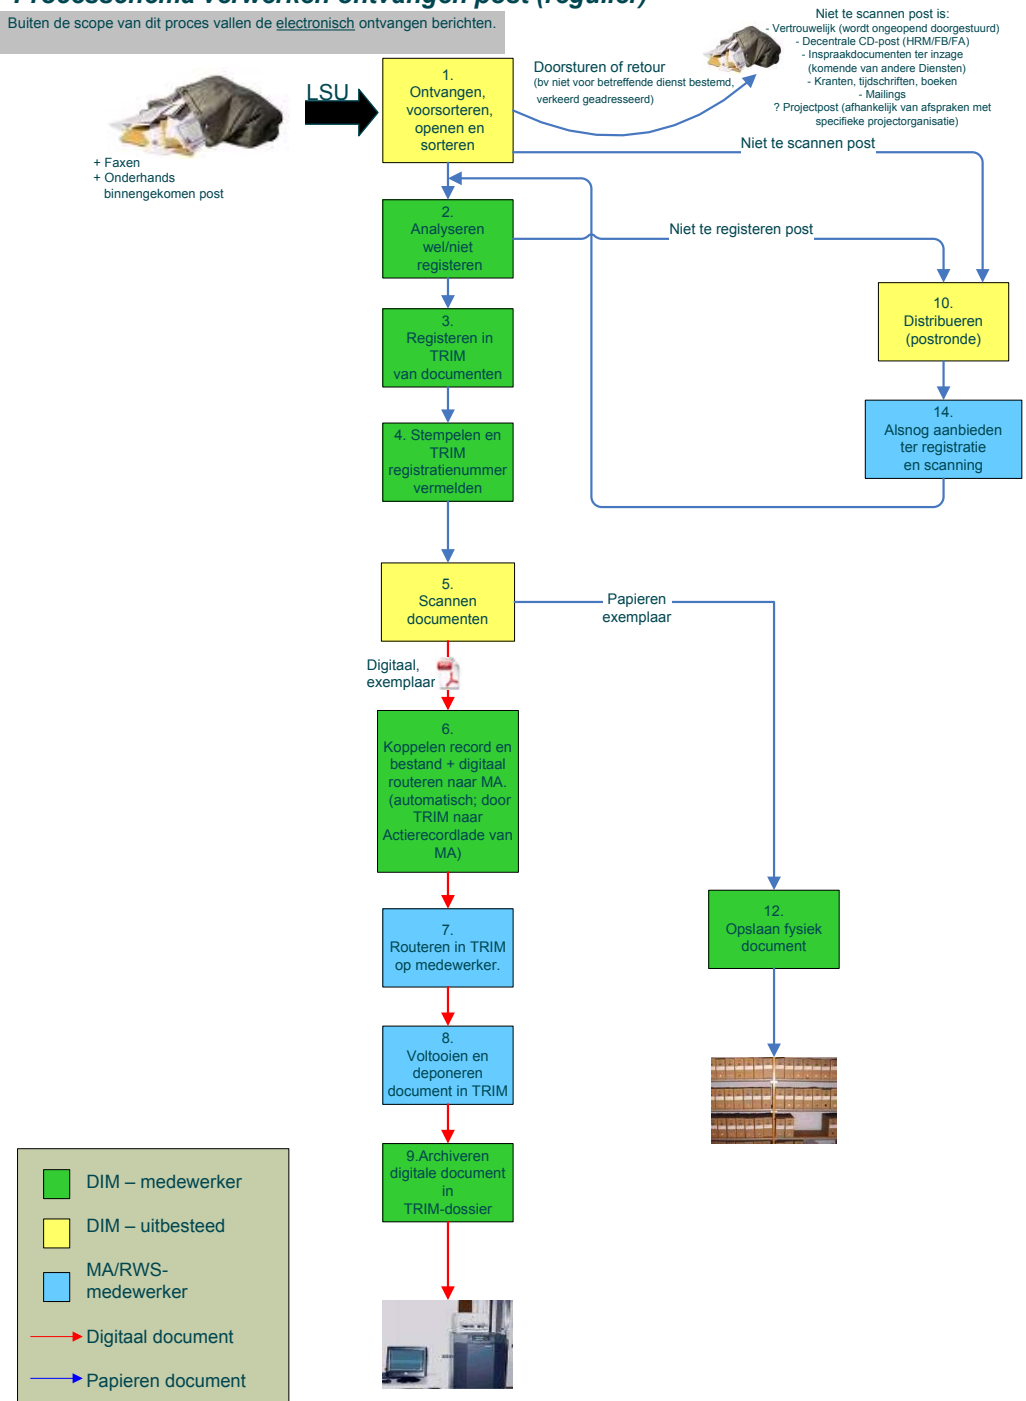 Processchema verwerken ontvangen post (regulier)
Buiten de scope van dit proces vallen de electronisch ontvangen berichten.
Niet te scannen post is:
- Vertrouwelijk (wordt ongeopend doorgestuurd)
- Decentrale CD-post (HRM/FB/FA)
- Inspraakdocumenten ter inzage
(komende van andere Diensten)
- Kranten, tijdschriften, boeken
- Mailings
? Projectpost (afhankelijk van afspraken met
specifieke projectorganisatie)
LSU
+ Faxen
+ Onderhands
binnengekomen post
1.
Ontvangen,
voorsorteren,
openen en
sorteren
Doorsturen of retour
(bv niet voor betreffende dienst bestemd,
verkeerd geadresseerd)
Niet te scannen post
2.
Analyseren
wel/niet
registeren
Niet te registeren post
3.
Registeren in
TRIM
van documenten
10.
Distribueren
(postronde)
4. Stempelen en
TRIM
registratienummer
vermelden
14.
Alsnog aanbieden
ter registratie
en scanning
5.
Scannen
documenten
Papieren
exemplaar
Digitaal,
exemplaar
6.
Koppelen record en
bestand + digitaal
routeren naar MA.
(automatisch; door
TRIM naar
Actierecordlade van
MA)
7.
Routeren in TRIM
op medewerker.
12.
Opslaan fysiek
document
8.
Voltooien en
deponeren
document in TRIM
9.Archiveren
digitale document
in
TRIM-dossier
DIM – medewerker
DIM – uitbesteed
MA/RWS-
medewerker
Digitaal document
Papieren document